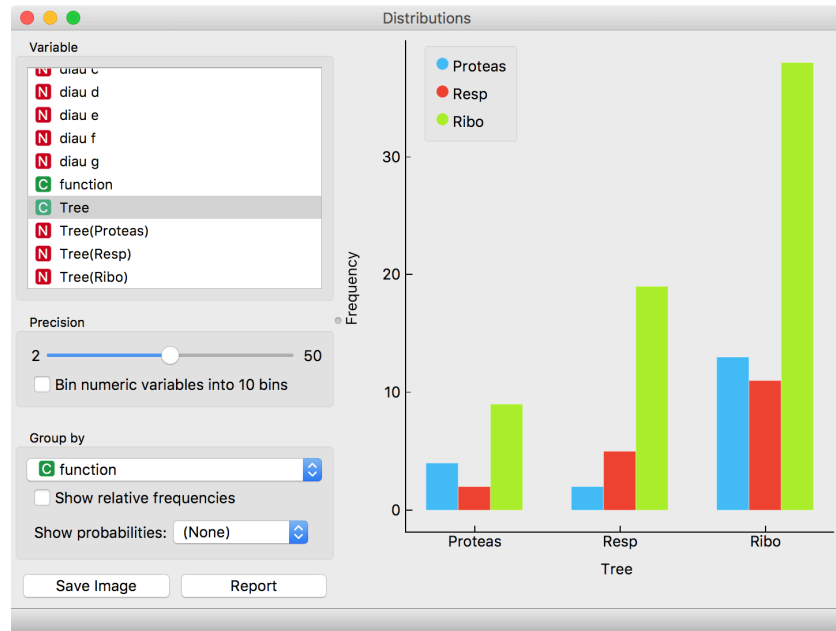 Distributions
Variable
N diau c
N diau d
N diau e
N diau f
N diau g
C function
C Tree
N Tree(Proteas)
N Tree(Resp)
N Tree(Ribo)
Precision
2 50
Bin numeric variables into 10 bins
Group by
C function
Show relative frequencies
Show probabilities: (None)
Save Image Report
Proteas
Resp
Ribo
30
20
10
0
Frequency
Proteas Resp Ribo
Tree